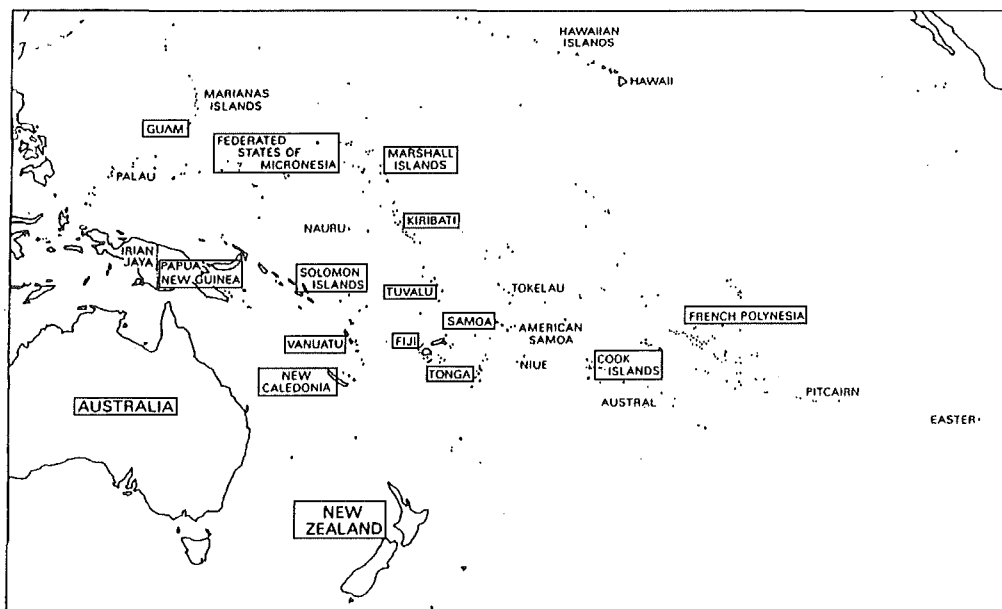 HAWAIIAN
ISLANDS
HAWAII
MARIANAS
ISLANDS
GUAM
FEDERATED
STATES OF
MICRONESIA
MARSHALL
ISLANDS
PALAU
KIRIBATI
NAURU
IRIAN
JAYA
PAPUA
NEW GUINEA
SOLOMON
ISLANDS
TUVALU
TOKELAU
SAMOA
AMERICAN
SAMOA
FRENCH POLYNESIA
VANUATU
FIJI
NIUE
COOK
ISLANDS
NEW
CALEDONIA
TONGA
AUSTRAL
PITCAIRN
AUSTRALIA
EASTER
NEW
ZEALAND